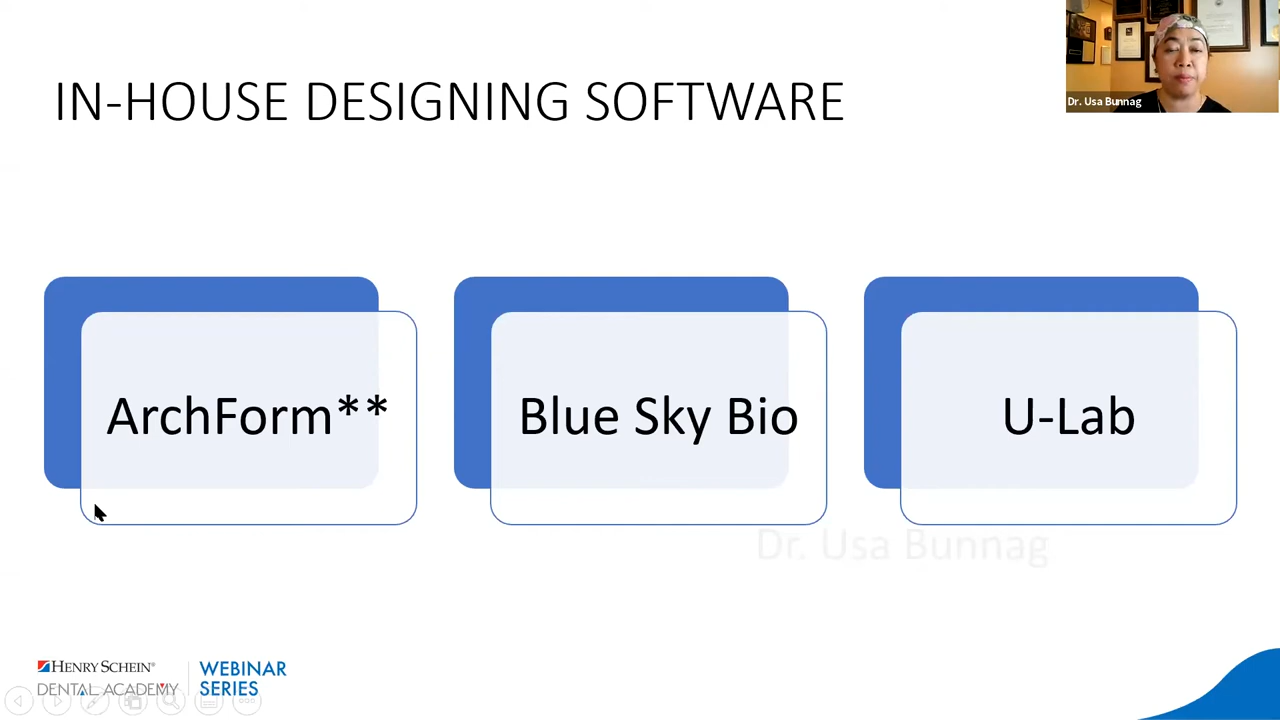 IN-HOUSE DESIGNING SOFTWARE
Dr. Usa Bunnag
ArchForm**
Blue Sky Bio
U-Lab
Dr. Usa Bunnag
HENRY SCHEIN®
DENTAL ACADEMY
WEBINAR
SERIES